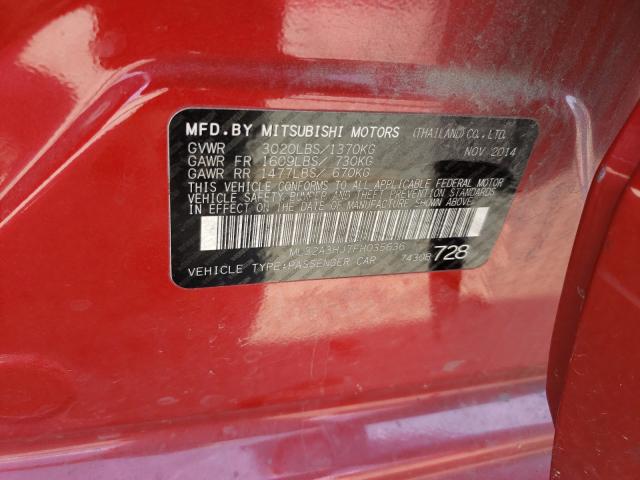 MFD.BY MITSUBISHI MOTORS (THAILAND)CO.,LTD.
GVWR 3020LBS/1370KG NOV 2014
GAWR FR 1609LBS/ 730KG
GAWR RR 1477LBS/ 670KG
THIS VEHICLE CONFORMS TO ALL APPLICABLE FEDERAL MOTOR
VEHICLE SAFETY, BUMPER AND THEFT PREVENTION STANDARDS
IN EFFECT ON THE DATE OF MANUFACTURE SHOWN ABOVE.
ML32A3HJ7FH035636
VEHICLE TYPE:PASSENGER CAR 7430B 728